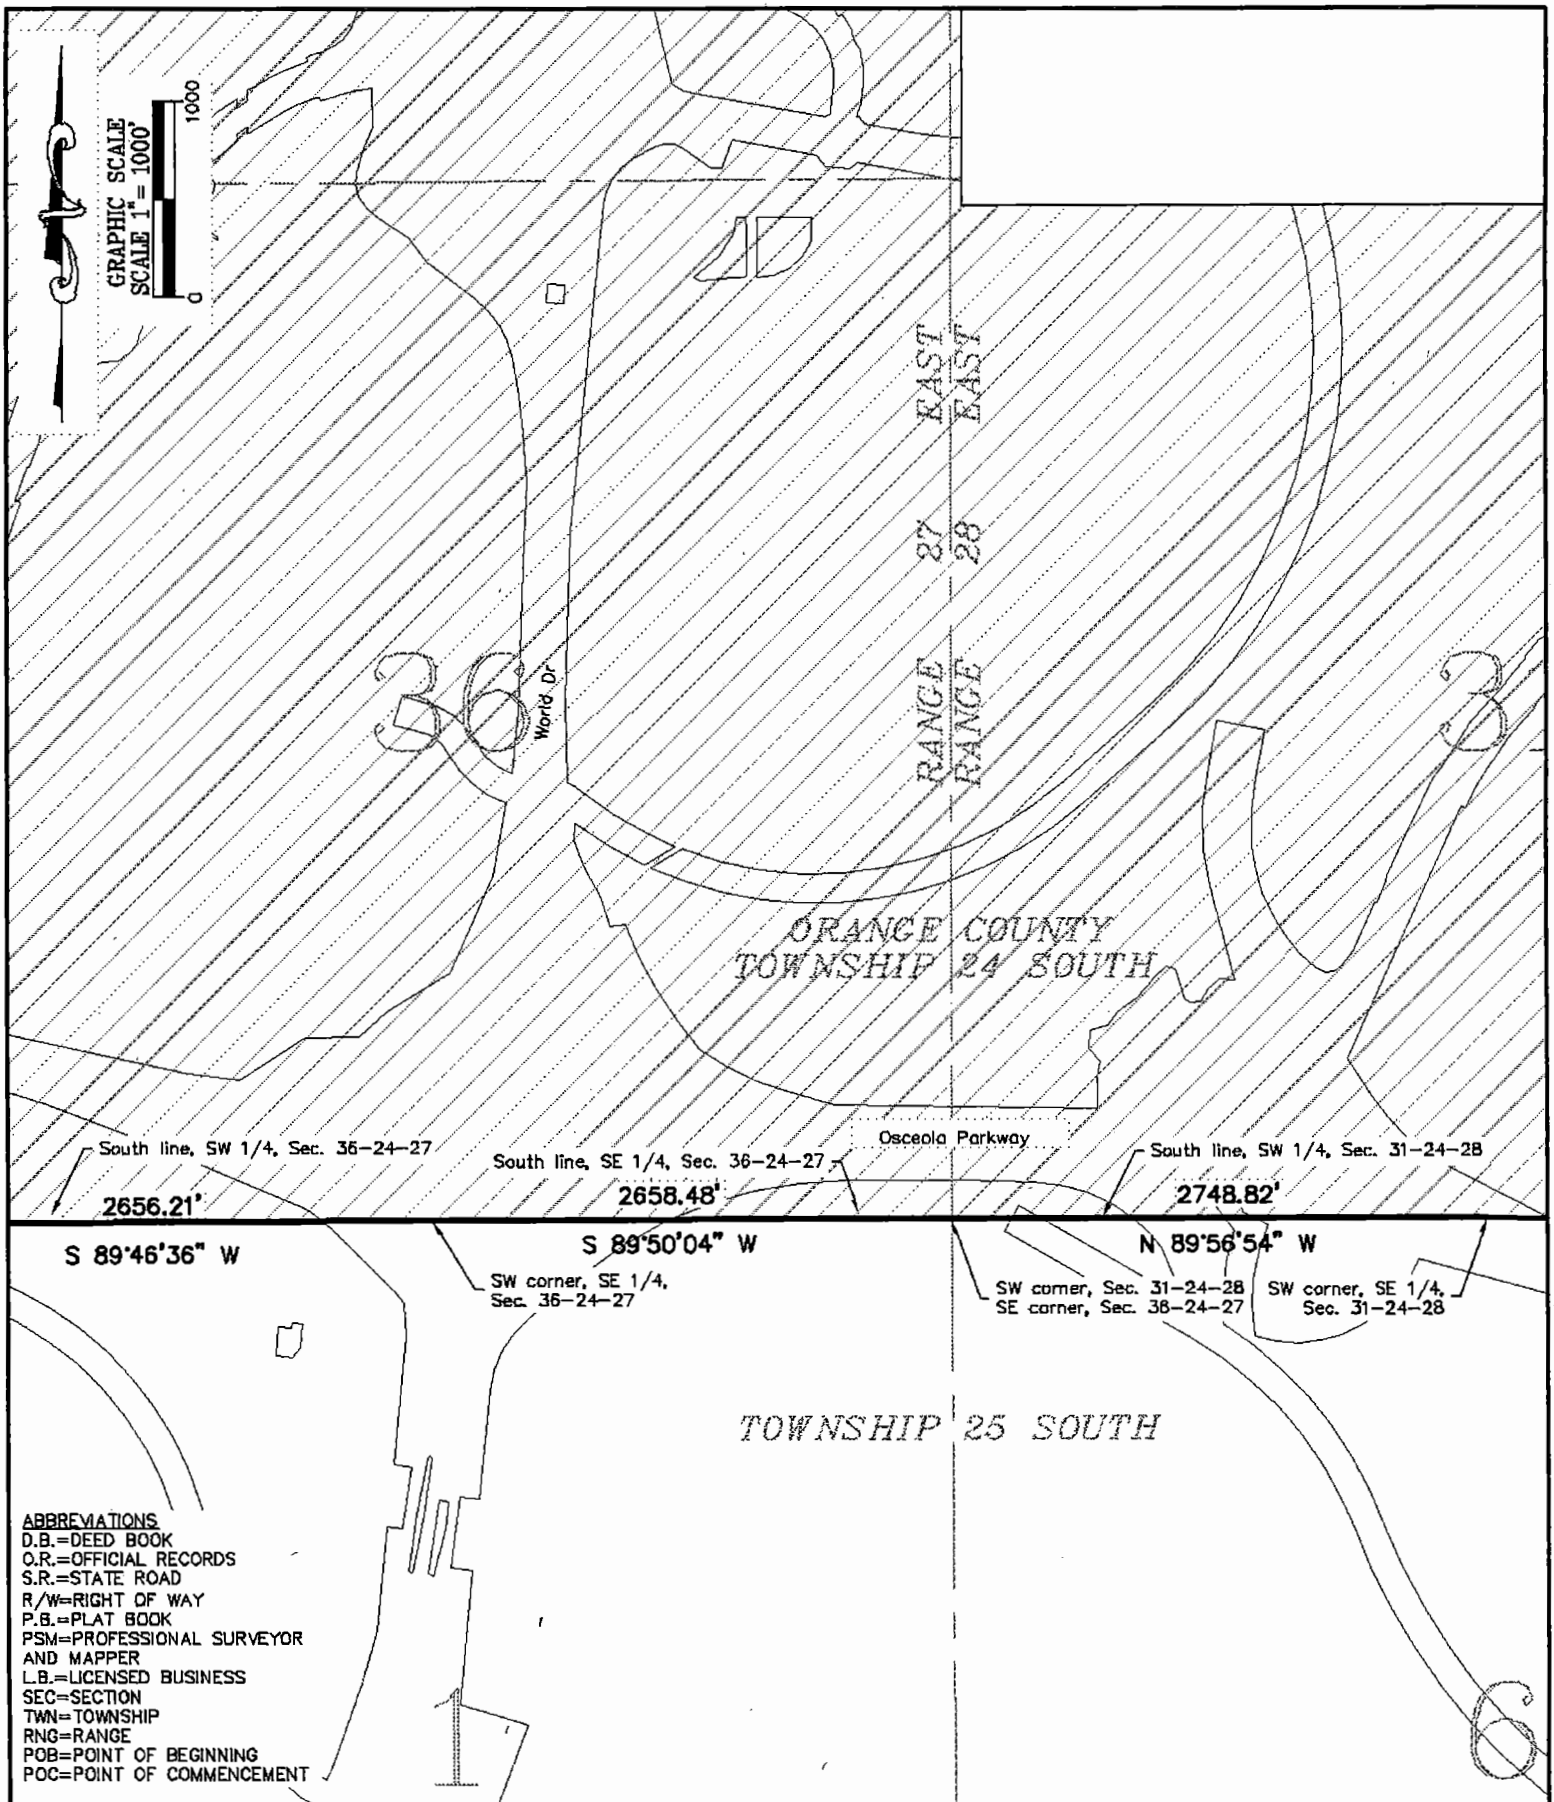 GRAPHIC SCALE
SCALE 1"= 1000'
0
1000
EAST
EAST
27
28
RANGE
RANGE
36
World Dr
3
ORANGE COUNTY
TOWNSHIP 24 SOUTH
Osceola Parkway
South line, SW 1/4, Sec. 36-24-27
South line, SE 1/4, Sec. 36-24-27
South line, SW 1/4, Sec. 31-24-28
2656.21'
2658.48'
2748.82'
S 89°46'36" W
S 89°50'04" W
N 89°56'54" W
SW corner, SE 1/4,
Sec. 36-24-27
SW corner, Sec. 31-24-28
SE corner, Sec. 36-24-27
SW corner, SE 1/4,
Sec. 31-24-28
TOWNSHIP 25 SOUTH
ABBREVIATIONS
D.B.=DEED BOOK
O.R.=OFFICIAL RECORDS
S.R.=STATE ROAD
R/W=RIGHT OF WAY
P.B.=PLAT BOOK
PSM=PROFESSIONAL SURVEYOR
AND MAPPER
L.B.=LICENSED BUSINESS
SEC=SECTION
TWN=TOWNSHIP
RNG=RANGE
POB=POINT OF BEGINNING
POC=POINT OF COMMENCEMENT
1
6